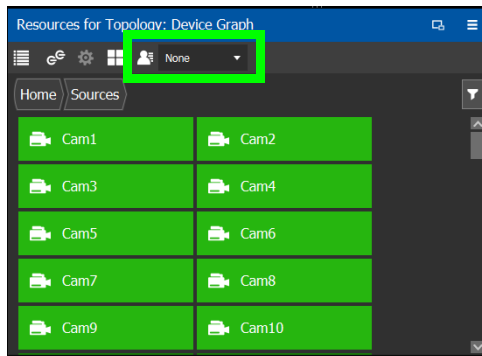 Resources for Topology: Device Graph
None
Home Sources
Cam1 Cam2
Cam3 Cam4
Cam5 Cam6
Cam7 Cam8
Cam9 Cam10